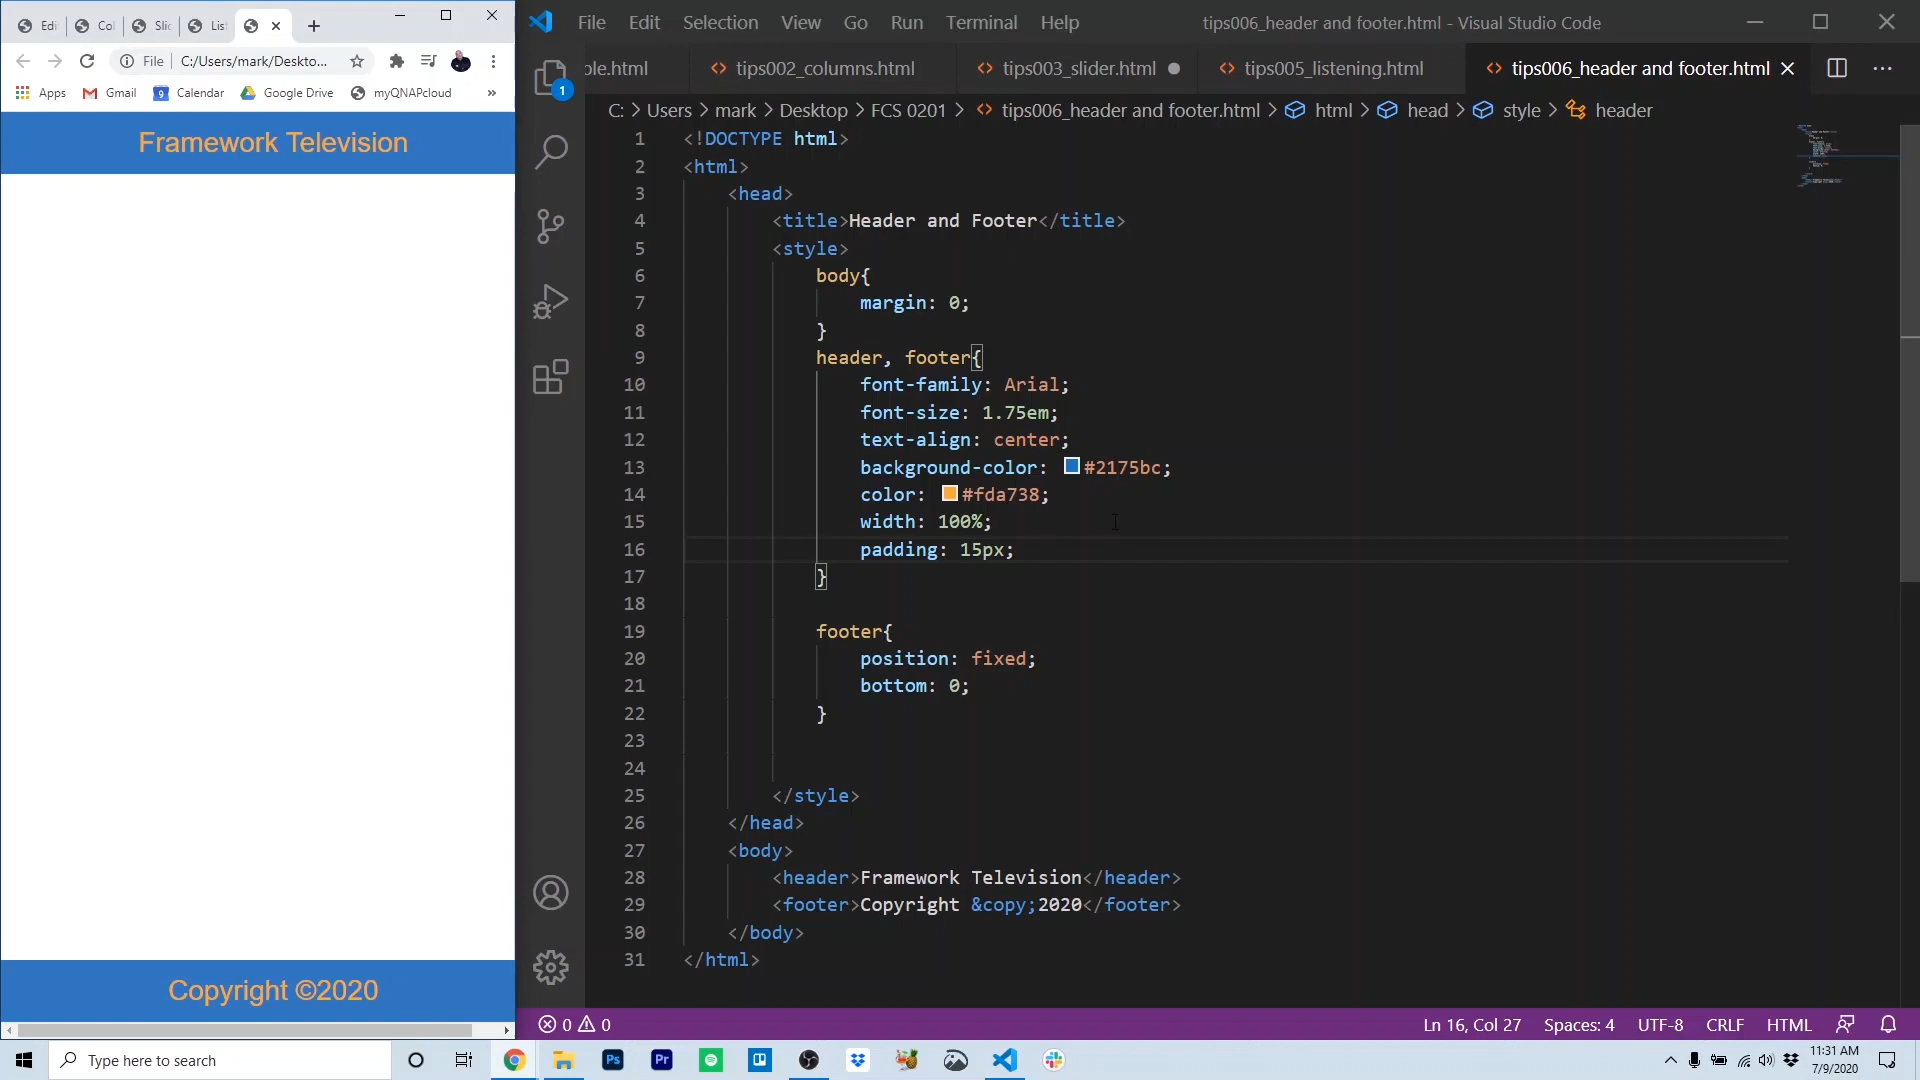 Edi
Co
Slic
List
File
C:/Users/mark/Deskto...
Apps
Gmail
9
Calendar
Google Drive
myQNAPcloud
»
Framework Television
Copyright ©2020
File Edit Selection View Go Run Terminal Help
tips006_header and footer.html - Visual Studio Code
ple.html
tips002_columns.html
tips003_slider.html
tips005_listening.html
tips006_header and footer.html
1
C: > Users > mark > Desktop > FCS 0201 > tips006_header and footer.html > html > head > style > header
1 <!DOCTYPE html>
2 <html>
3 <head>
4 <title>Header and Footer</title>
5 <style>
6 body{
7 margin: 0;
8 }
9 header, footer{
10 font-family: Arial;
11 font-size: 1.75em;
12 text-align: center;
13 background-color: #2175bc;
14 color: #fda738;
15 width: 100%;
16 padding: 15px;
17 }
18
19 footer{
20 position: fixed;
21 bottom: 0;
22 }
23
24
25 </style>
26 </head>
27 <body>
28 <header>Framework Television</header>
29 <footer>Copyright &copy;2020</footer>
30 </body>
31 </html>
0 0
Ln 16, Col 27 Spaces: 4 UTF-8 CRLF HTML
Type here to search
Ps
Pr
11:31 AM
7/9/2020